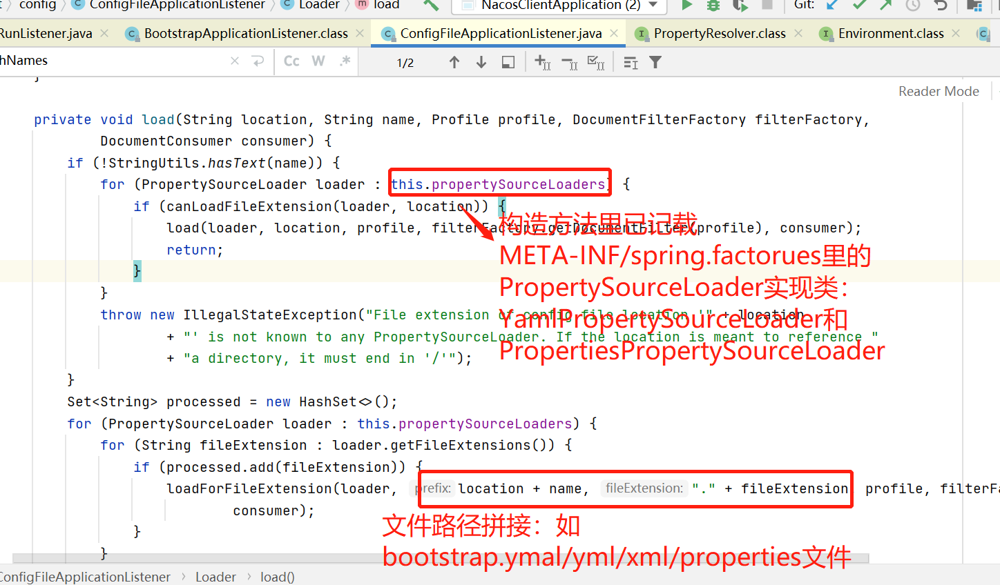 config > ConfigFileApplicationListener > Loader > load NacosClientApplication (2) Git:
RunListener.java BootstrapApplicationListener.class ConfigFileApplicationListener.java PropertyResolver.class Environment.class
hNames Cc W .* 1/2
Reader Mode
}
private void load(String location, String name, Profile profile, DocumentFilterFactory filterFactory,
DocumentConsumer consumer) {
if (!StringUtils.hasText(name)) {
for (PropertySourceLoader loader : this.propertySourceLoaders) {
if (canLoadFileExtension(loader, location)) {
load(loader, location, profile, filterFactory.getDocumentFilter(profile), consumer);
return;
}
}
throw new IllegalStateException("File extension of config file location '" + location
+ "' is not known to any PropertySourceLoader. If the location is meant to reference "
+ "a directory, it must end in '/'");
}
构造方法里已记载
META-INF/spring.factorues里的
PropertySourceLoader实现类：
YamlPropertySourceLoader和
PropertiesPropertySourceLoader
Set<String> processed = new HashSet<>();
for (PropertySourceLoader loader : this.propertySourceLoaders) {
for (String fileExtension : loader.getFileExtensions()) {
if (processed.add(fileExtension)) {
loadForFileExtension(loader, prefix: location + name, fileExtension: "." + fileExtension, profile, filterFa
consumer);
}
}
文件路径拼接：如
bootstrap.ymal/yml/xml/properties文件
ConfigFileApplicationListener > Loader > load()